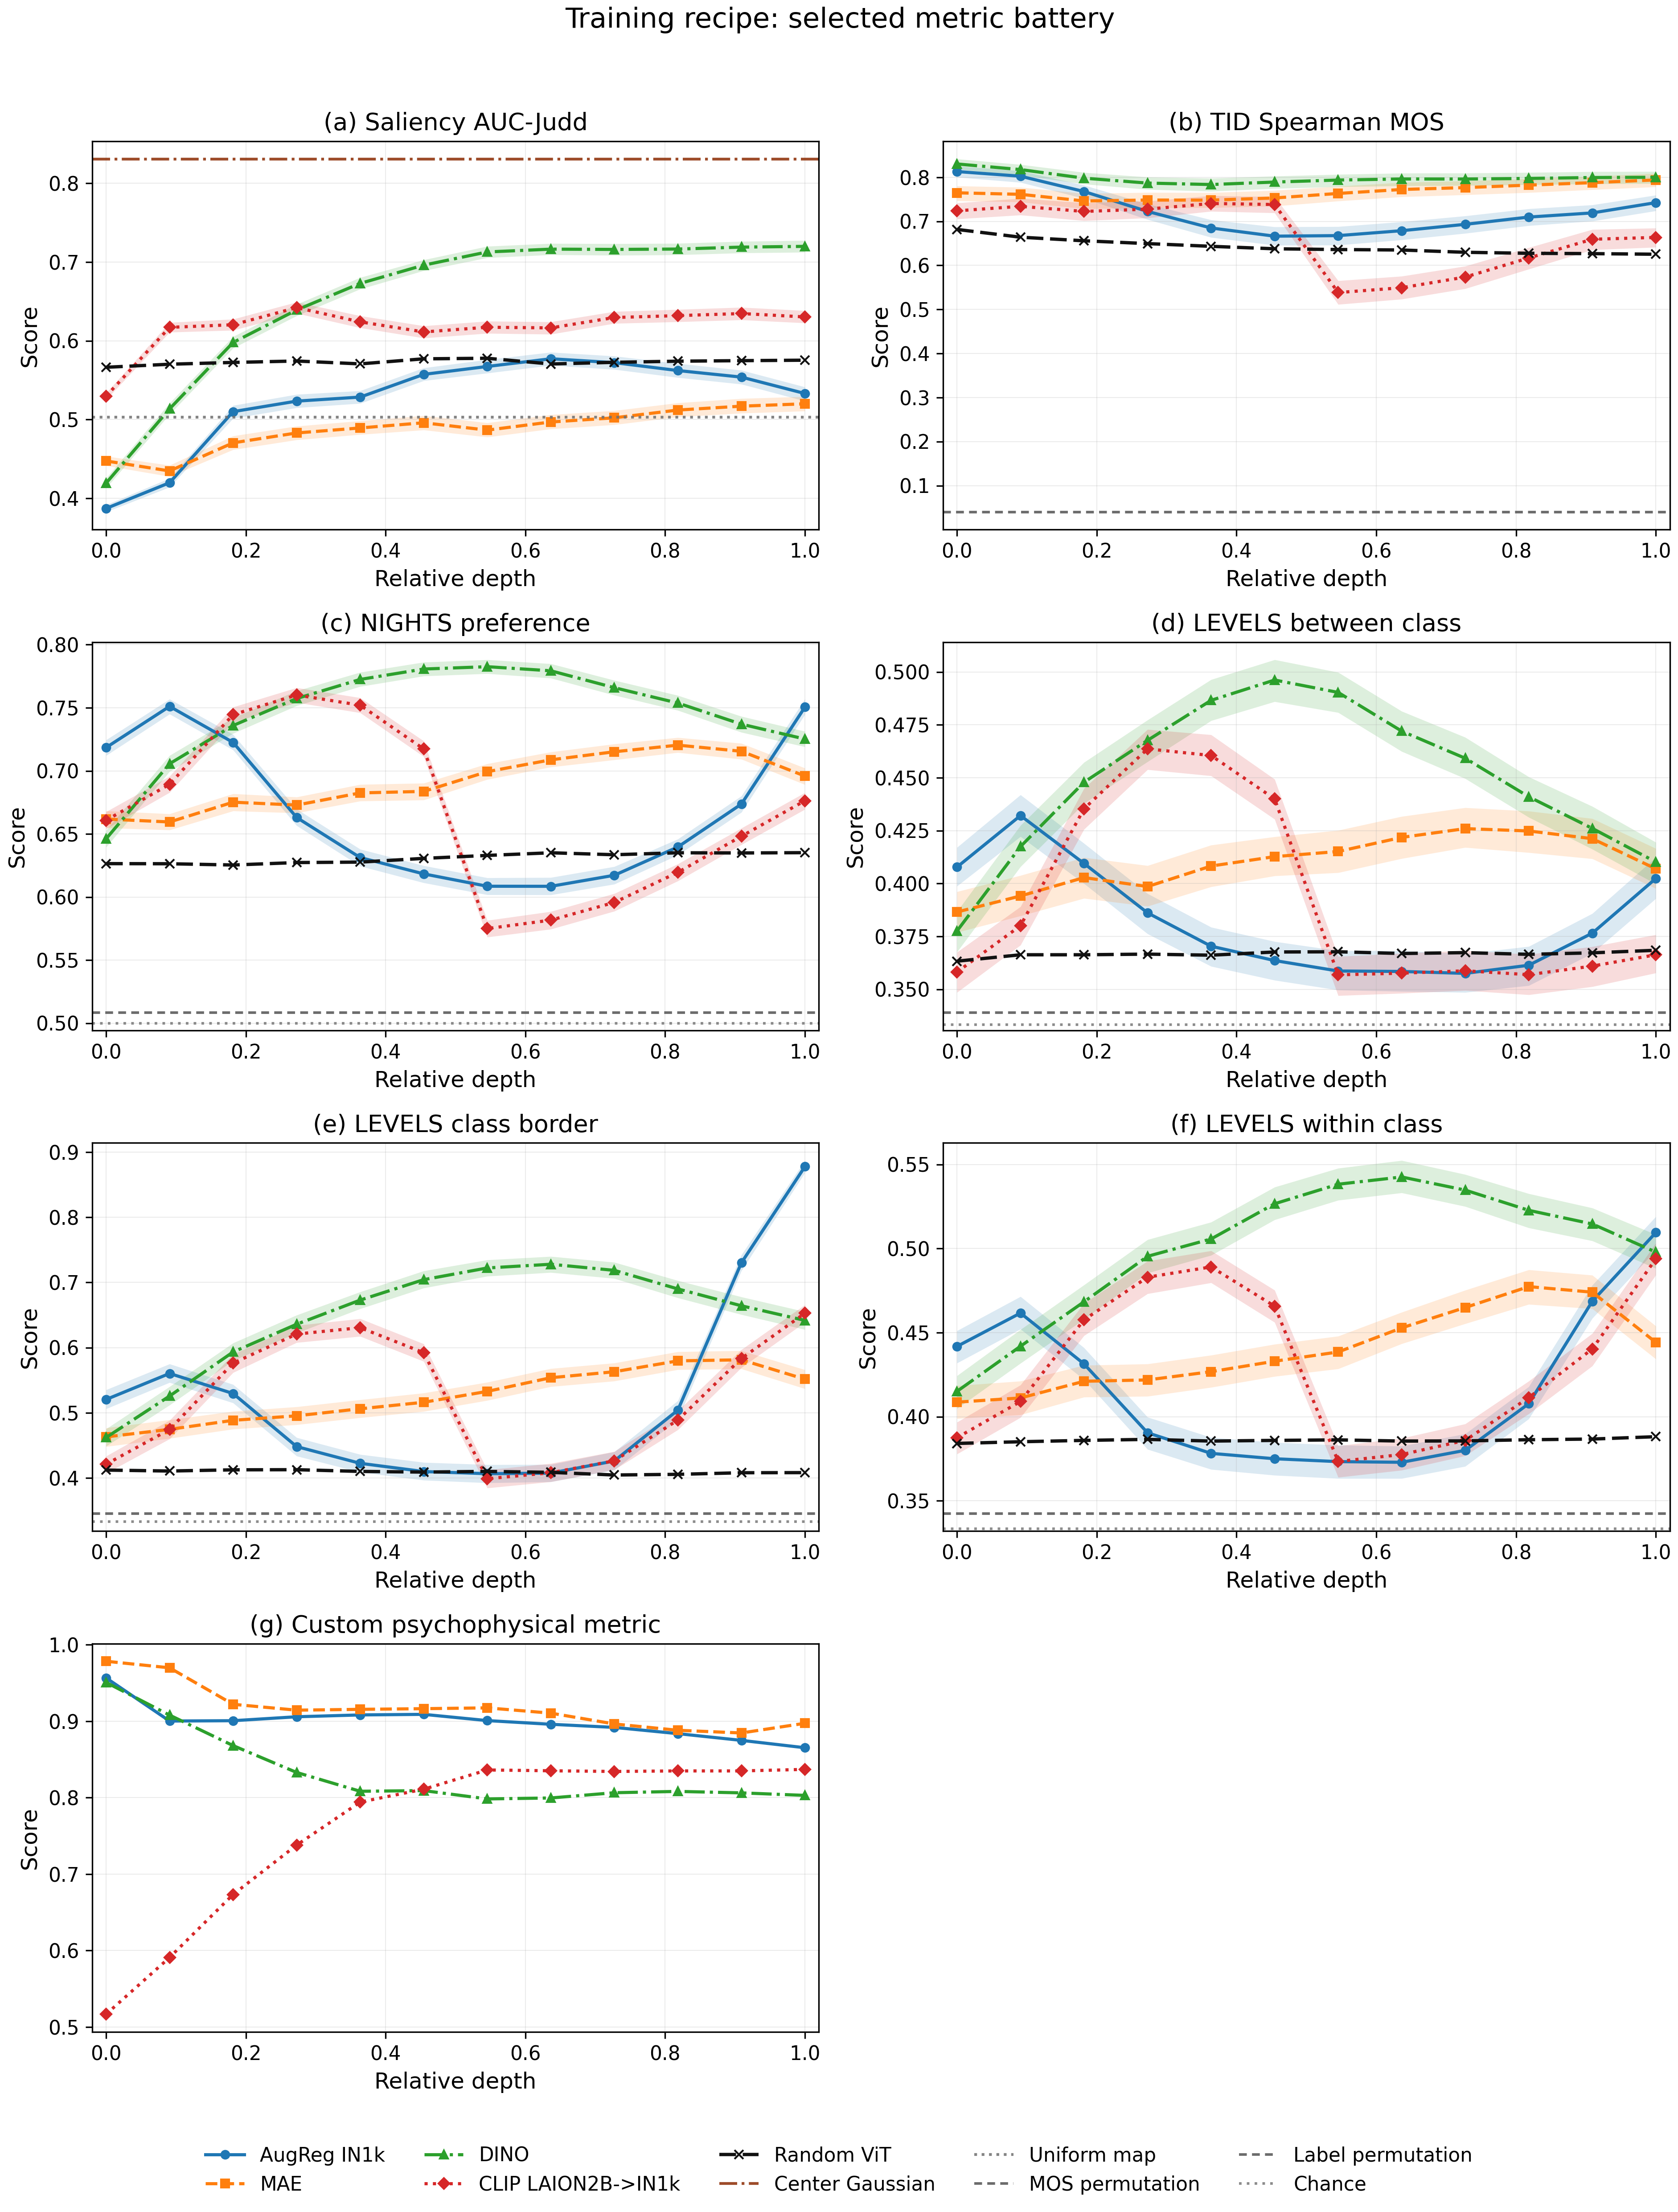 Training recipe: selected metric battery
(a) Saliency AUC-Judd
0.8
0.7
0.6
0.5
0.4
Score
0.0 0.2 0.4 0.6 0.8 1.0
Relative depth
(b) TID Spearman MOS
0.8
0.7
0.6
0.5
0.4
0.3
0.2
0.1
Score
0.0 0.2 0.4 0.6 0.8 1.0
Relative depth
(c) NIGHTS preference
0.80
0.75
0.70
0.65
0.60
0.55
0.50
Score
0.0 0.2 0.4 0.6 0.8 1.0
Relative depth
(d) LEVELS between class
0.500
0.475
0.450
0.425
0.400
0.375
0.350
Score
0.0 0.2 0.4 0.6 0.8 1.0
Relative depth
(e) LEVELS class border
0.9
0.8
0.7
0.6
0.5
0.4
Score
0.0 0.2 0.4 0.6 0.8 1.0
Relative depth
(f) LEVELS within class
0.55
0.50
0.45
0.40
0.35
Score
0.0 0.2 0.4 0.6 0.8 1.0
Relative depth
(g) Custom psychophysical metric
1.0
0.9
0.8
0.7
0.6
0.5
Score
0.0 0.2 0.4 0.6 0.8 1.0
Relative depth
AugReg IN1k DINO Random ViT Uniform map Label permutation
MAE CLIP LAION2B->IN1k Center Gaussian MOS permutation Chance